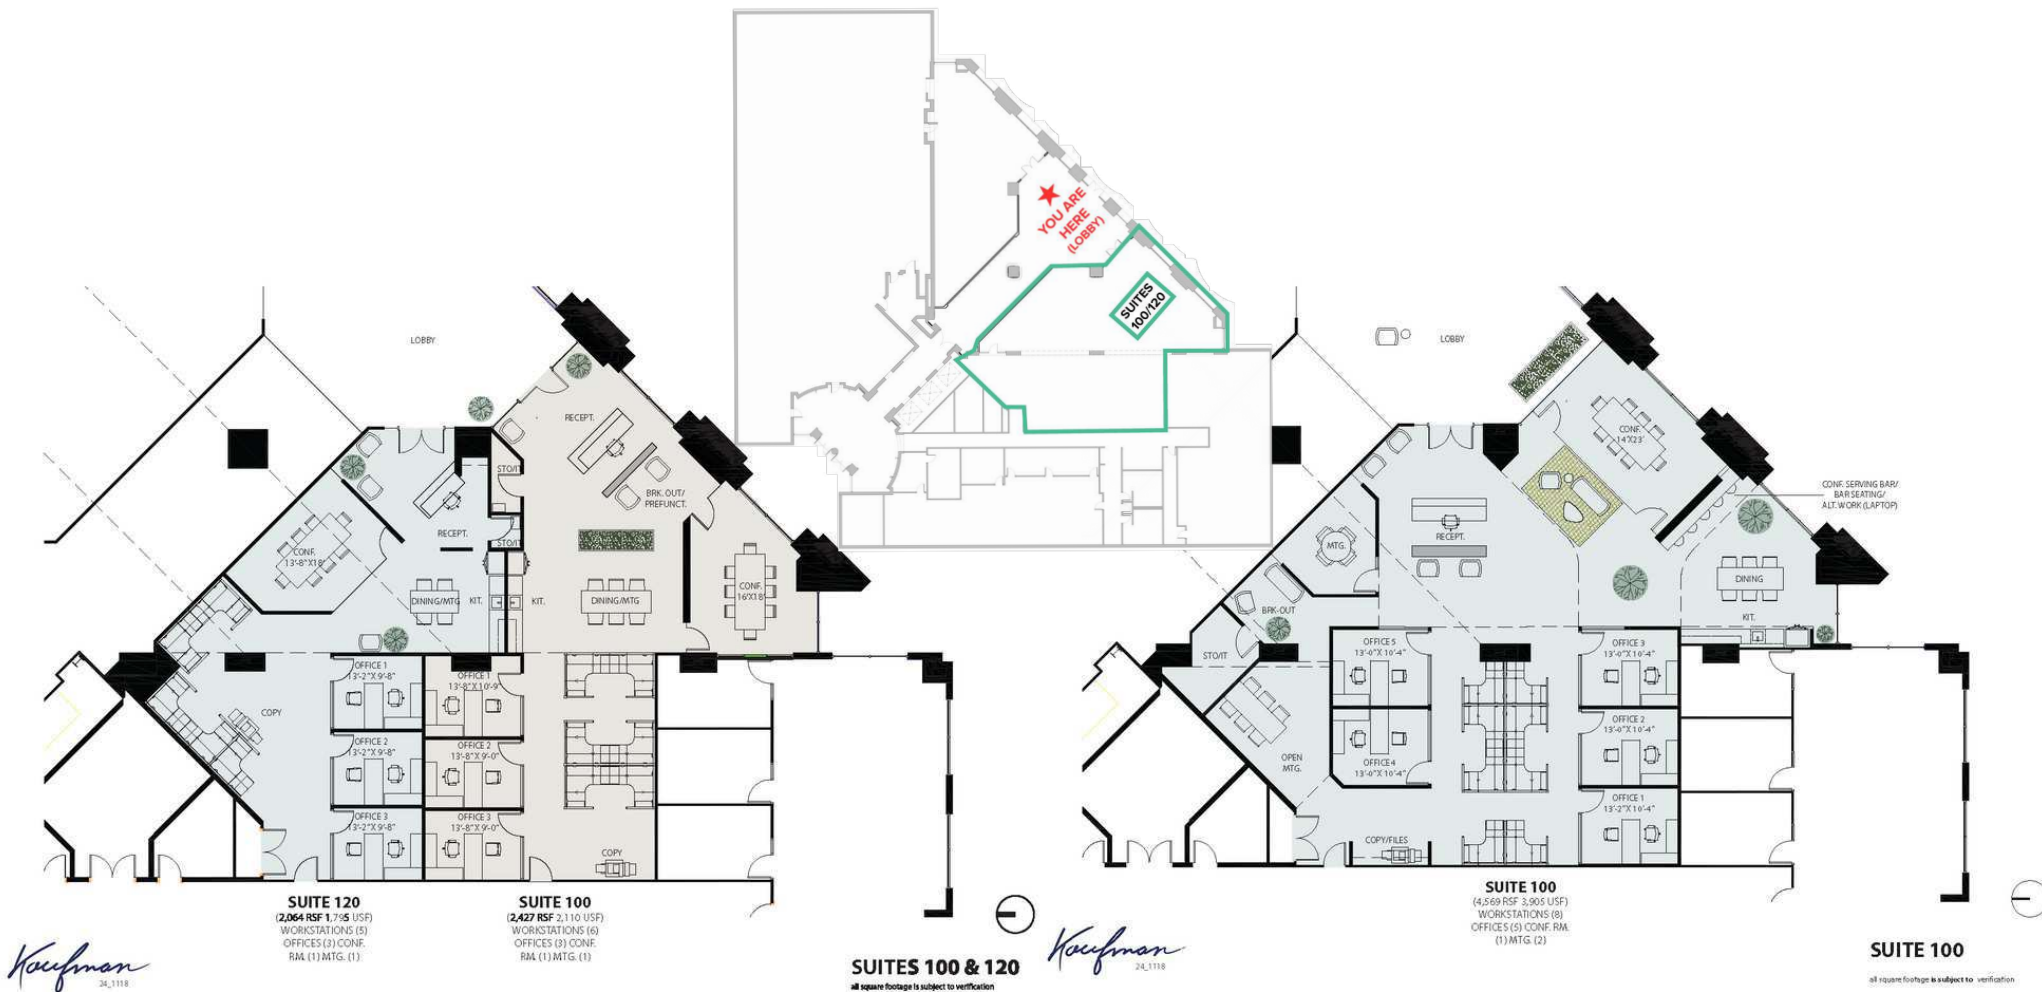 YOU ARE
HERE
(LOBBY)
SUITES
100/120
LOBBY
RECEPT.
STO/IT
BRK. OUT/
PREFUNCT.
RECEPT.
STO/IT
CONF.
13'-8"X18'
CONF.
16'X18'
DINING/MTG
KIT.
KIT.
DINING/MTG
OFFICE 1
13'-2"X 9'-8"
OFFICE 1
13'-8"X 10'-9"
COPY
OFFICE 2
13'-2"X 9'-8"
OFFICE 2
13'-8"X 9'-0"
OFFICE 3
13'-2"X 9'-8"
OFFICE 3
13'-8"X 9'-0"
COPY
SUITE 120
(2,064 RSF 1,795 USF)
WORKSTATIONS (5)
OFFICES (3) CONF.
RM. (1) MTG. (1)
SUITE 100
(2,427 RSF 2,110 USF)
WORKSTATIONS (6)
OFFICES (3) CONF.
RM. (1) MTG. (1)
Kaufman
24_1118
SUITES 100 & 120
all square footage is subject to verification
LOBBY
CONF.
14'X23'
CONF. SERVING BAR/
BAR SEATING/
ALT. WORK (LAPTOP)
RECEPT.
MTG.
DINING
BRK-OUT
KIT.
STO/IT
OFFICE 5
13'-0"X 10'-4"
OFFICE 3
13'-0"X 10'-4"
OFFICE 2
13'-0"X 10'-4"
OPEN
MTG.
OFFICE 4
13'-0"X 10'-4"
OFFICE 1
13'-2"X 10'-4"
COPY/FILES
SUITE 100
(4,569 RSF 3,905 USF)
WORKSTATIONS (8)
OFFICES (5) CONF. RM.
(1) MTG. (2)
Kaufman
24_1118
SUITE 100
all square footage is subject to verification